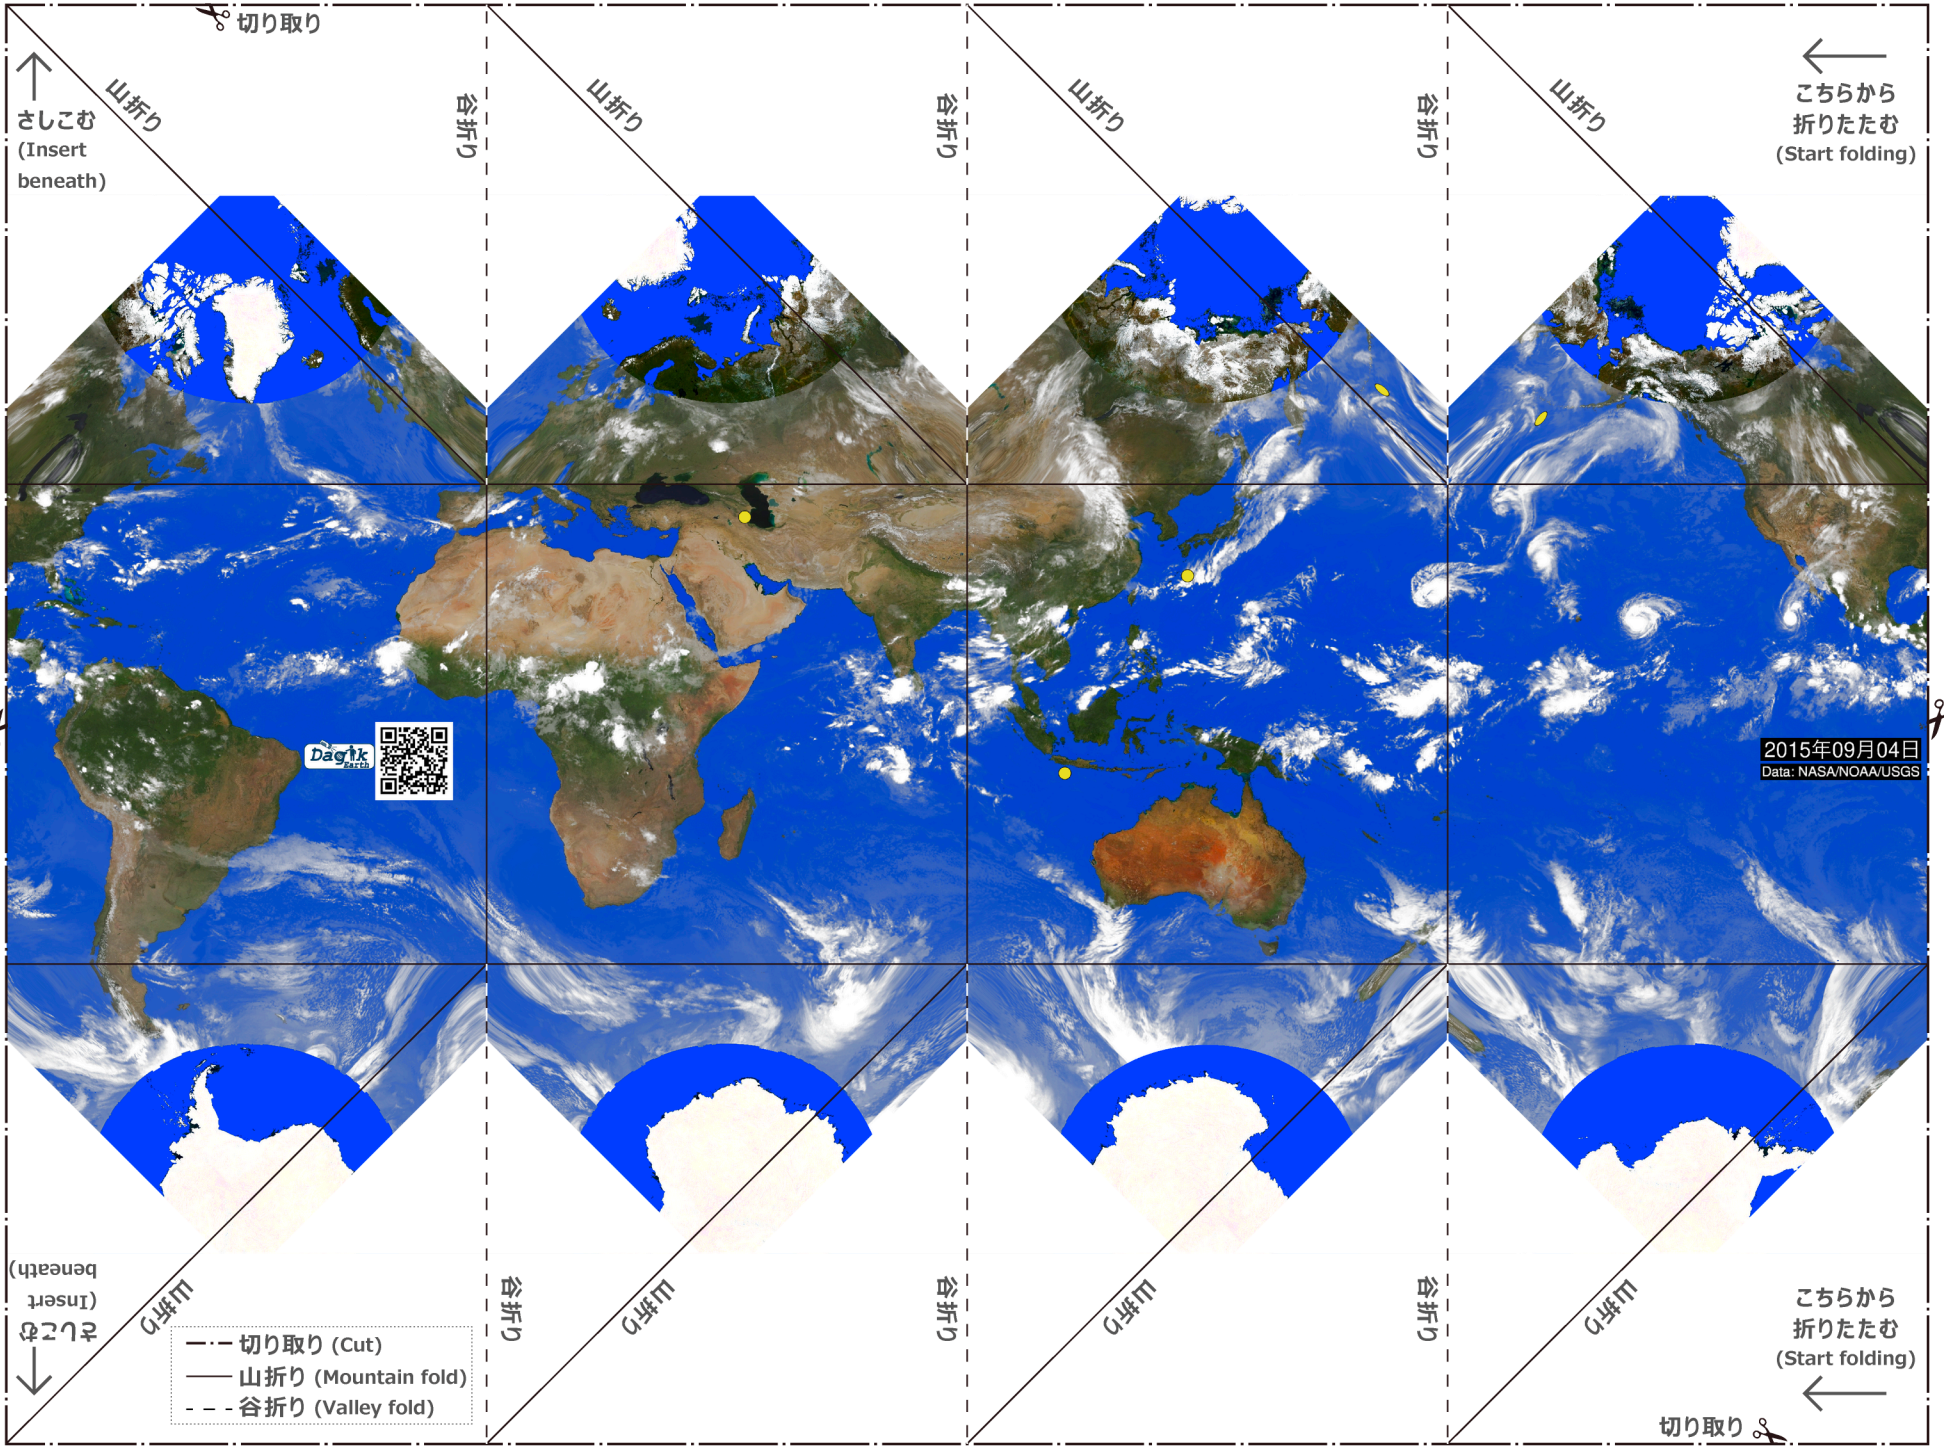 切り取り
山折り
谷折り
山折り
谷折り
山折り
谷折り
山折り
さしこむ
(Insert
beneath)
こちらから
折りたたむ
(Start folding)
Dagik
Earth
2015年09月04日
Data: NASA/NOAA/USGS
さしこむ
(Insert
beneath)
山折り
谷折り
山折り
谷折り
山折り
谷折り
山折り
こちらから
折りたたむ
(Start folding)
切り取り (Cut)
山折り (Mountain fold)
谷折り (Valley fold)
切り取り